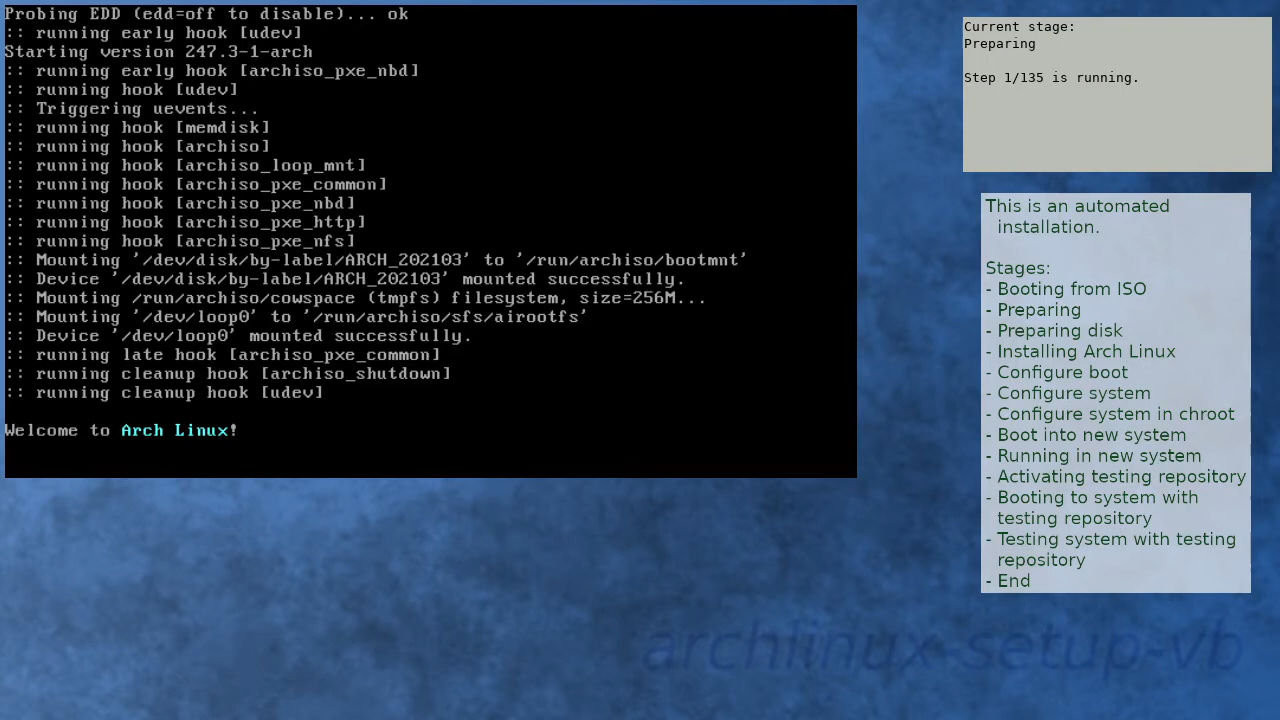 Probing EDD (edd=off to disable)... ok
:: running early hook [udev]
Starting version 247.3-1-arch
:: running early hook [archiso_pxe_nbd]
:: running hook [udev]
:: Triggering uevents...
:: running hook [memdisk]
:: running hook [archiso]
:: running hook [archiso_loop_mnt]
:: running hook [archiso_pxe_common]
:: running hook [archiso_pxe_nbd]
:: running hook [archiso_pxe_http]
:: running hook [archiso_pxe_nfs]
:: Mounting '/dev/disk/by-label/ARCH_202103' to '/run/archiso/bootmnt'
:: Device '/dev/disk/by-label/ARCH_202103' mounted successfully.
:: Mounting /run/archiso/cowspace (tmpfs) filesystem, size=256M...
:: Mounting '/dev/loop0' to '/run/archiso/sfs/airootfs'
:: Device '/dev/loop0' mounted successfully.
:: running late hook [archiso_pxe_common]
:: running cleanup hook [archiso_shutdown]
:: running cleanup hook [udev]
Welcome to Arch Linux!
Current stage:
Preparing
Step 1/135 is running.
This is an automated
installation.
Stages:
- Booting from ISO
- Preparing
- Preparing disk
- Installing Arch Linux
- Configure boot
- Configure system
- Configure system in chroot
- Boot into new system
- Running in new system
- Activating testing repository
- Booting to system with
testing repository
- Testing system with testing
repository
- End
archlinux-setup-vb